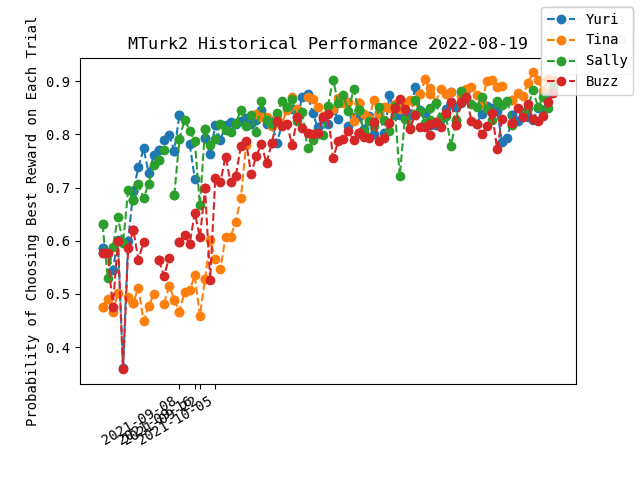 MTurk2 Historical Performance 2022-08-19
Yuri
Tina
Sally
Buzz
Probability of Choosing Best Reward on Each Trial
0.9
0.8
0.7
0.6
0.5
0.4
2021-09-08
2021-10-05